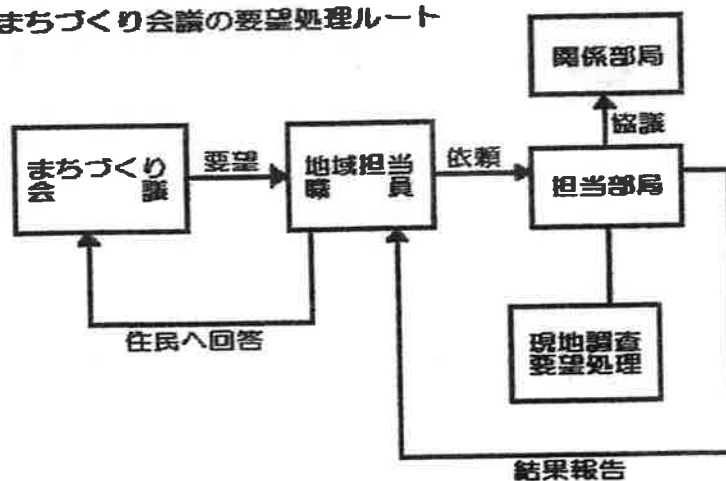 まちづくり会議の要望処理ルート
関係部局
協議
まちづくり
会議
要望
地域担当
職員
依頼
担当部局
住民へ回答
現地調査
要望処理
結果報告